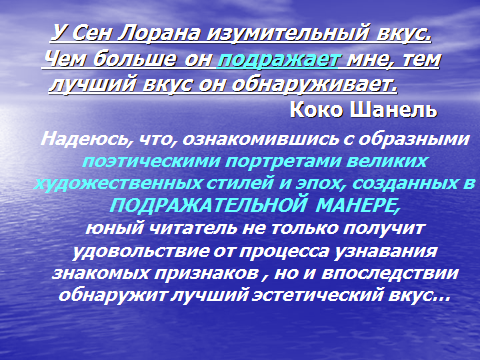 У Сен Лорана изумительный вкус.
Чем больше он подражает мне, тем
лучший вкус он обнаруживает.
Коко Шанель
Надеюсь, что, ознакомившись с образными
поэтическими портретами великих
художественных стилей и эпох, созданных в
ПОДРАЖАТЕЛЬНОЙ МАНЕРЕ,
юный читатель не только получит
удовольствие от процесса узнавания
знакомых признаков , но и впоследствии
обнаружит лучший эстетический вкус...